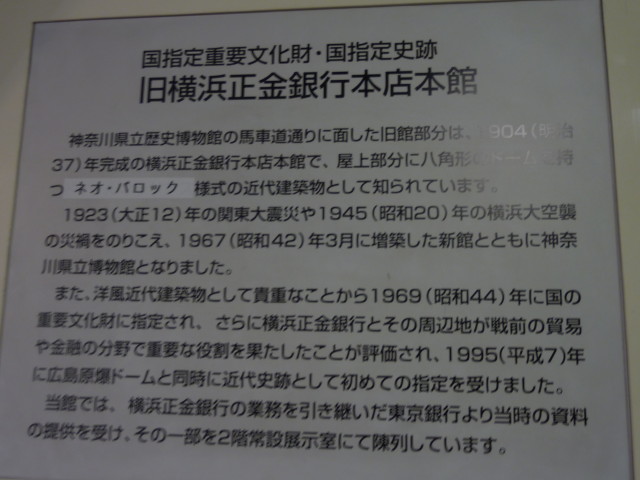 国指定重要文化財・国指定史跡
旧横浜正金銀行本店本館
神奈川県立歴史博物館の馬車道通りに面した旧館部分は、1904(明治
37)年完成の横浜正金銀行本店本館で、屋上部分に八角形のドームを持
つ ネオ・バロック 様式の近代建築物として知られています。
1923(大正12)年の関東大震災や1945(昭和20)年の横浜大空襲
の災禍をのりこえ、1967(昭和42)年3月に増築した新館とともに神奈
川県立博物館となりました。
また、洋風近代建築物として貴重なことから1969(昭和44)年に国の
重要文化財に指定され、さらに横浜正金銀行とその周辺地が戦前の貿易
や金融の分野で重要な役割を果たしたことが評価され、1995(平成7)年
に広島原爆ドームと同時に近代史跡として初めての指定を受けました。
当館では、横浜正金銀行の業務を引き継いだ東京銀行より当時の資料
の提供を受け、その一部を2階常設展示室にて陳列しています。